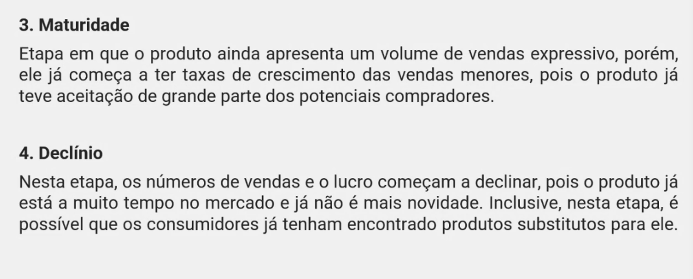 3. Maturidade
Etapa em que o produto ainda apresenta um volume de vendas expressivo, porém,
ele já começa a ter taxas de crescimento das vendas menores, pois o produto já
teve aceitação de grande parte dos potenciais compradores.
4. Declínio
Nesta etapa, os números de vendas e o lucro começam a declinar, pois o produto já
está a muito tempo no mercado e já não é mais novidade. Inclusive, nesta etapa, é
possível que os consumidores já tenham encontrado produtos substitutos para ele.